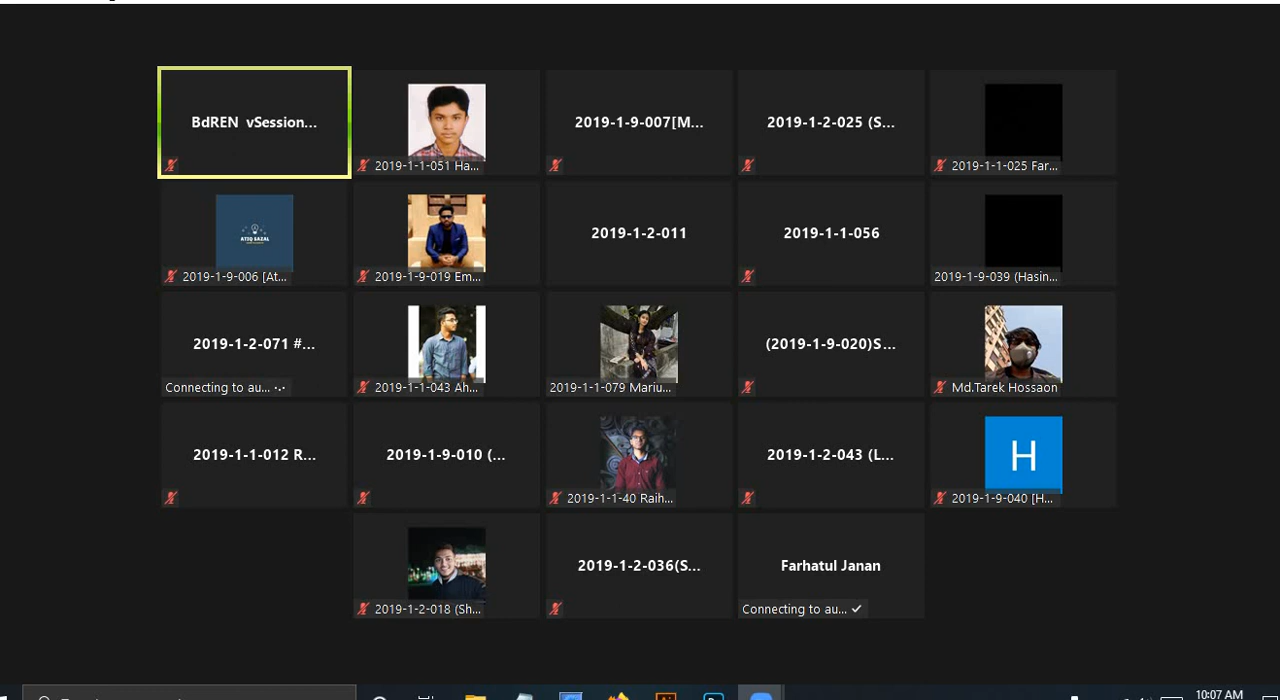 BdREN vSession...
2019-1-1-051 Ha...
2019-1-9-007[M...
2019-1-2-025 (S...
2019-1-1-025 Far...
ATIQ SAZAL
2019-1-9-006 [At...
2019-1-9-019 Em...
2019-1-2-011
2019-1-1-056
2019-1-9-039 (Hasin...
2019-1-2-071 #...
Connecting to au...
2019-1-1-043 Ah...
2019-1-1-079 Mariu...
(2019-1-9-020)S...
Md.Tarek Hossaon
2019-1-1-012 R...
2019-1-9-010 (...
2019-1-1-40 Raih...
2019-1-2-043 (L...
H
2019-1-9-040 [H...
2019-1-2-018 (Sh...
2019-1-2-036(S...
Farhatul Janan
Connecting to au...
10:07 AM